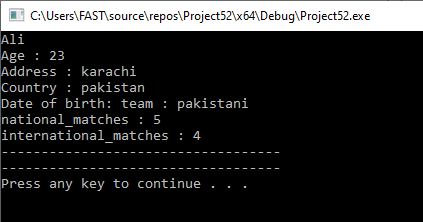 C:\Users\FAST\source\repos\Project52\x64\Debug\Project52.exe
Ali
Age : 23
Address : karachi
Country : pakistan
Date of birth: team : pakistani
national_matches : 5
international_matches : 4
-----------------------------------
-----------------------------------
Press any key to continue . . .